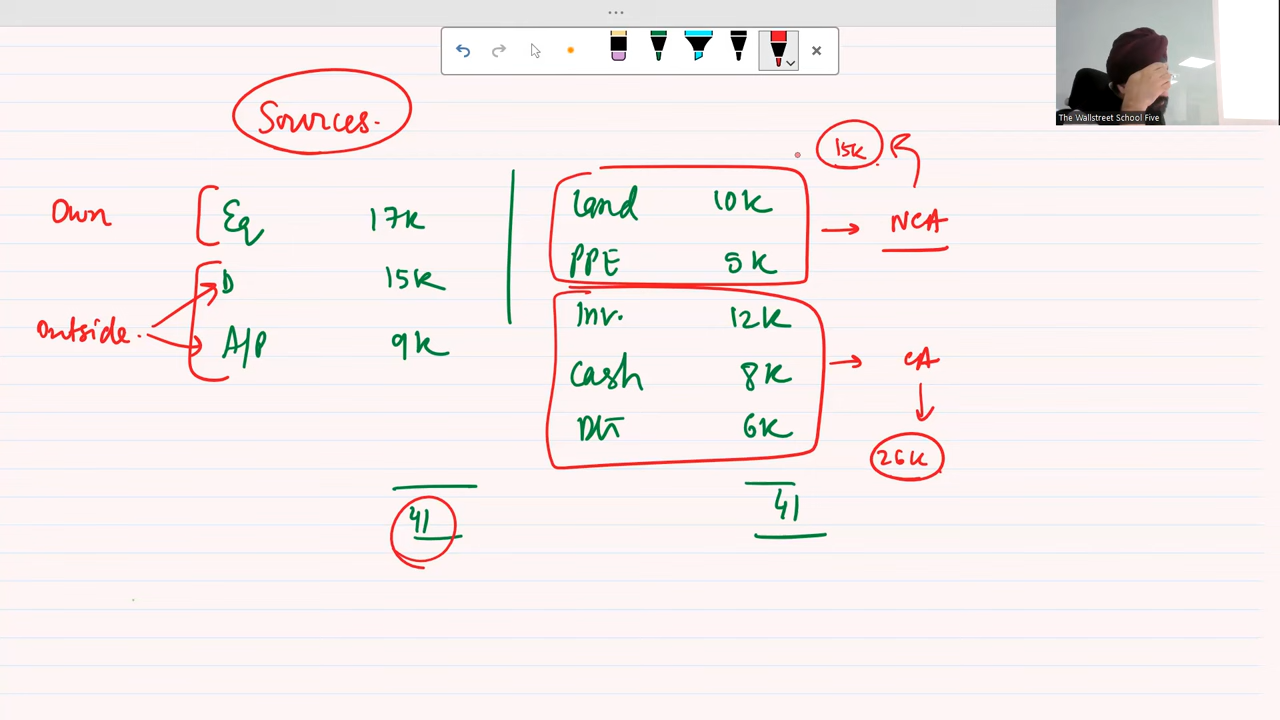 The Wallstreet School Five
Sources.
15K
Own
Eq 17K
Land 10K
NCA
D 15K
PPE 5K
Outside.
A/P 9K
Inv. 12K
Cash 8K
CA
6K
26K
41
41